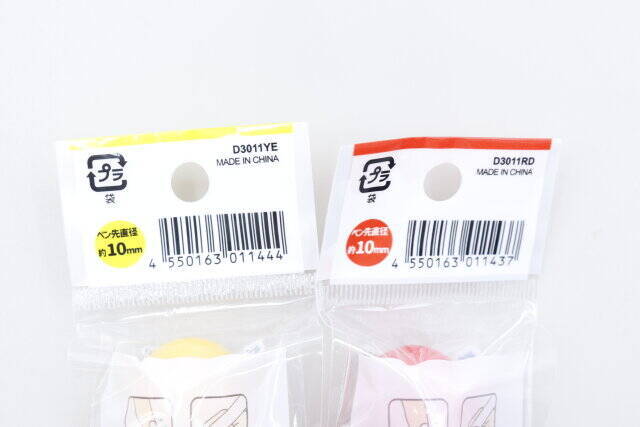 D3011YE
MADE IN CHINA
プラ
袋
ペン先直径
約10mm
4 550163 011444
D3011RD
MADE IN CHINA
プラ
袋
ペン先直径
約10mm
4 550163 011437